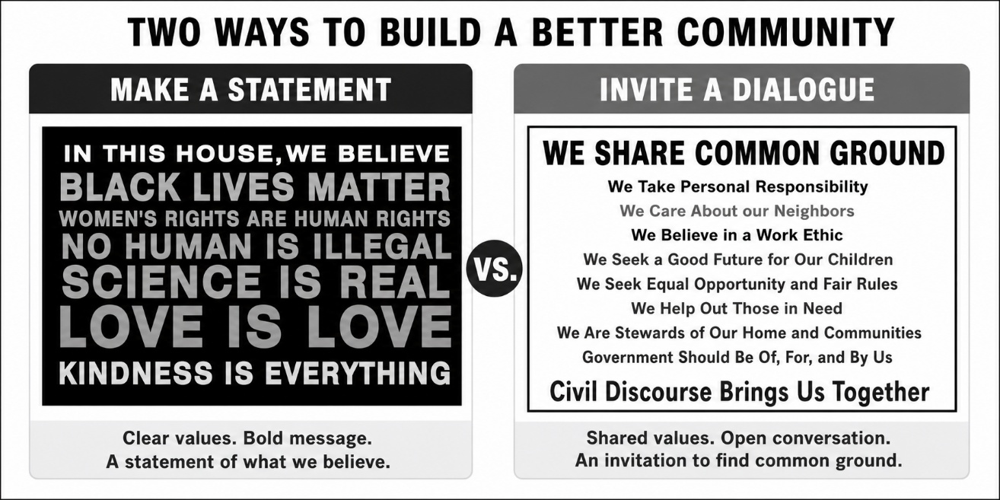 TWO WAYS TO BUILD A BETTER COMMUNITY
MAKE A STATEMENT
IN THIS HOUSE, WE BELIEVE
BLACK LIVES MATTER
WOMEN'S RIGHTS ARE HUMAN RIGHTS
NO HUMAN IS ILLEGAL
SCIENCE IS REAL
LOVE IS LOVE
KINDNESS IS EVERYTHING
Clear values. Bold message.
A statement of what we believe.
VS.
INVITE A DIALOGUE
WE SHARE COMMON GROUND
We Take Personal Responsibility
We Care About our Neighbors
We Believe in a Work Ethic
We Seek a Good Future for Our Children
We Seek Equal Opportunity and Fair Rules
We Help Out Those in Need
We Are Stewards of Our Home and Communities
Government Should Be Of, For, and By Us
Civil Discourse Brings Us Together
Shared values. Open conversation.
An invitation to find common ground.